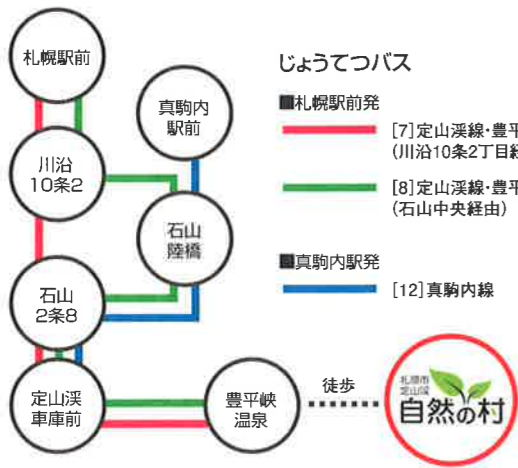 札幌駅前
真駒内
駅前
川沿
10条2
石山
陸橋
石山
2条8
定山渓
車庫前
豊平峡
温泉
徒歩
じょうてつバス
■札幌駅前発
[7]定山渓線・豊平
(川沿10条2丁目経
[8]定山渓線・豊平
(石山中央経由)
■真駒内駅発
[12]真駒内線
札幌市
定山渓
自然の村